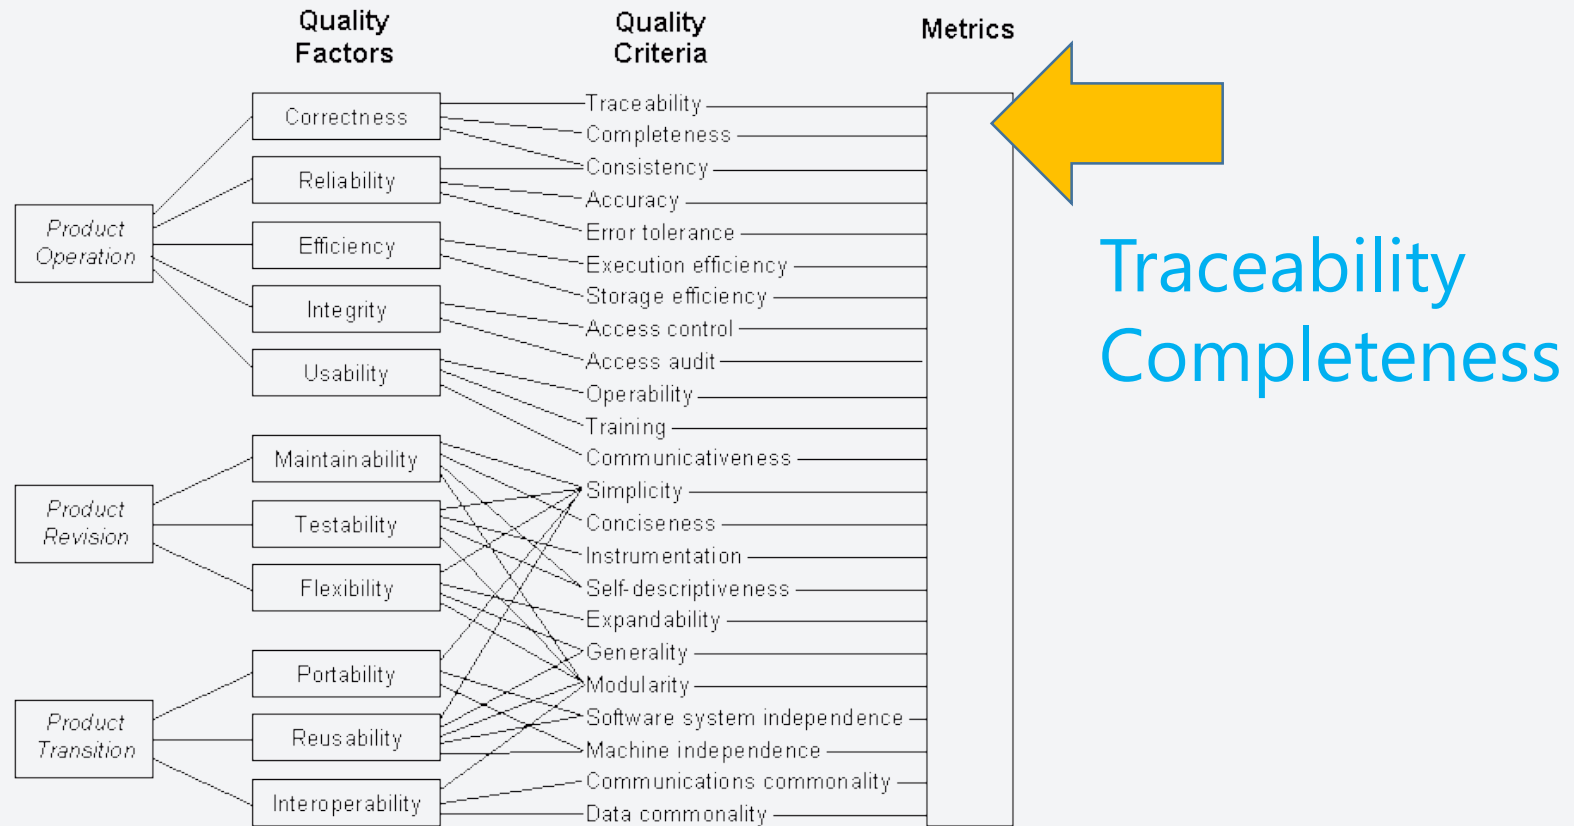 Quality
Factors
Quality
Criteria
Metrics
Product
Operation
Product
Revision
Product
Transition
Correctness
Reliability
Efficiency
Integrity
Usability
Maintainability
Testability
Flexibility
Portability
Reusability
Interoperability
Traceability
Completeness
Consistency
Accuracy
Error tolerance
Execution efficiency
Storage efficiency
Access control
Access audit
Operability
Training
Communicativeness
Simplicity
Conciseness
Instrumentation
Self-descriptiveness
Expandability
Generality
Modularity
Software system independence
Machine independence
Communications commonality
Data commonality
Traceability
Completeness